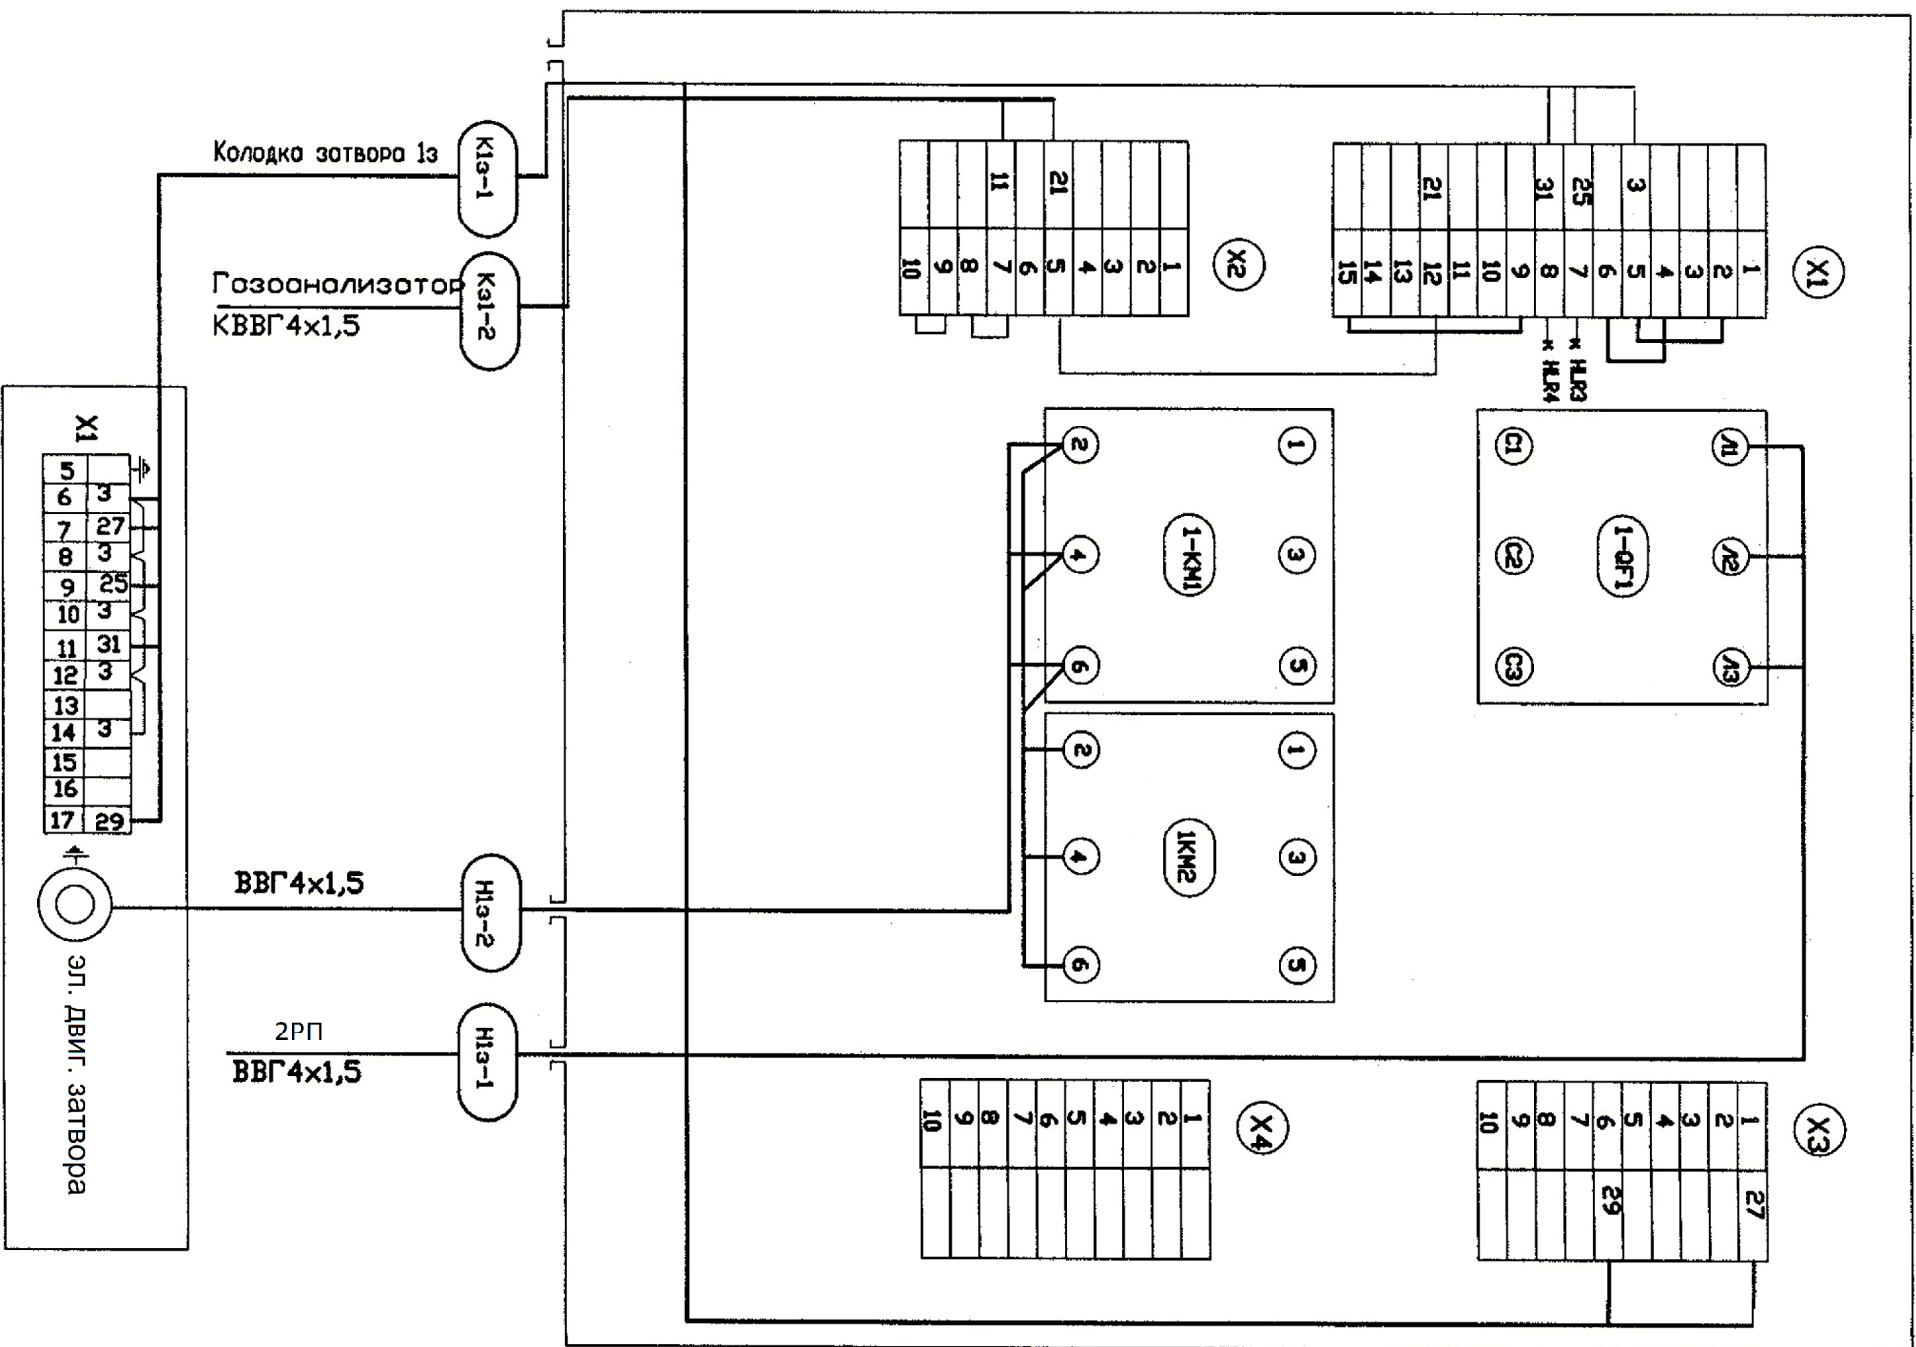 Колодка затвора 1з
К1з-1
Газоанализатор
КВВГ4х1,5
Кз1-2
11
21
10
9
8
7
6
5
4
3
2
1
X2
21
31
25
3
15
14
13
12
11
10
9
8
7
6
5
4
3
2
1
X1
к HLR4
к HLR3
X1
5
6 3
7 27
8 3
9 25
10 3
11 31
12 3
13
14 3
15
16
17 29
эл. двиг. затвора
ВВГ4х1,5
Н1з-2
2РП
ВВГ4х1,5
Н1з-1
2
1
4
1-КМ1
3
6
5
2
1
4
1КМ2
3
6
5
С1
Л1
С2
1-QF1
Л2
С3
Л3
10
9
8
7
6
5
4
3
2
1
X4
10
9
8
7
6
5
4
3
2
1
X3
29
27